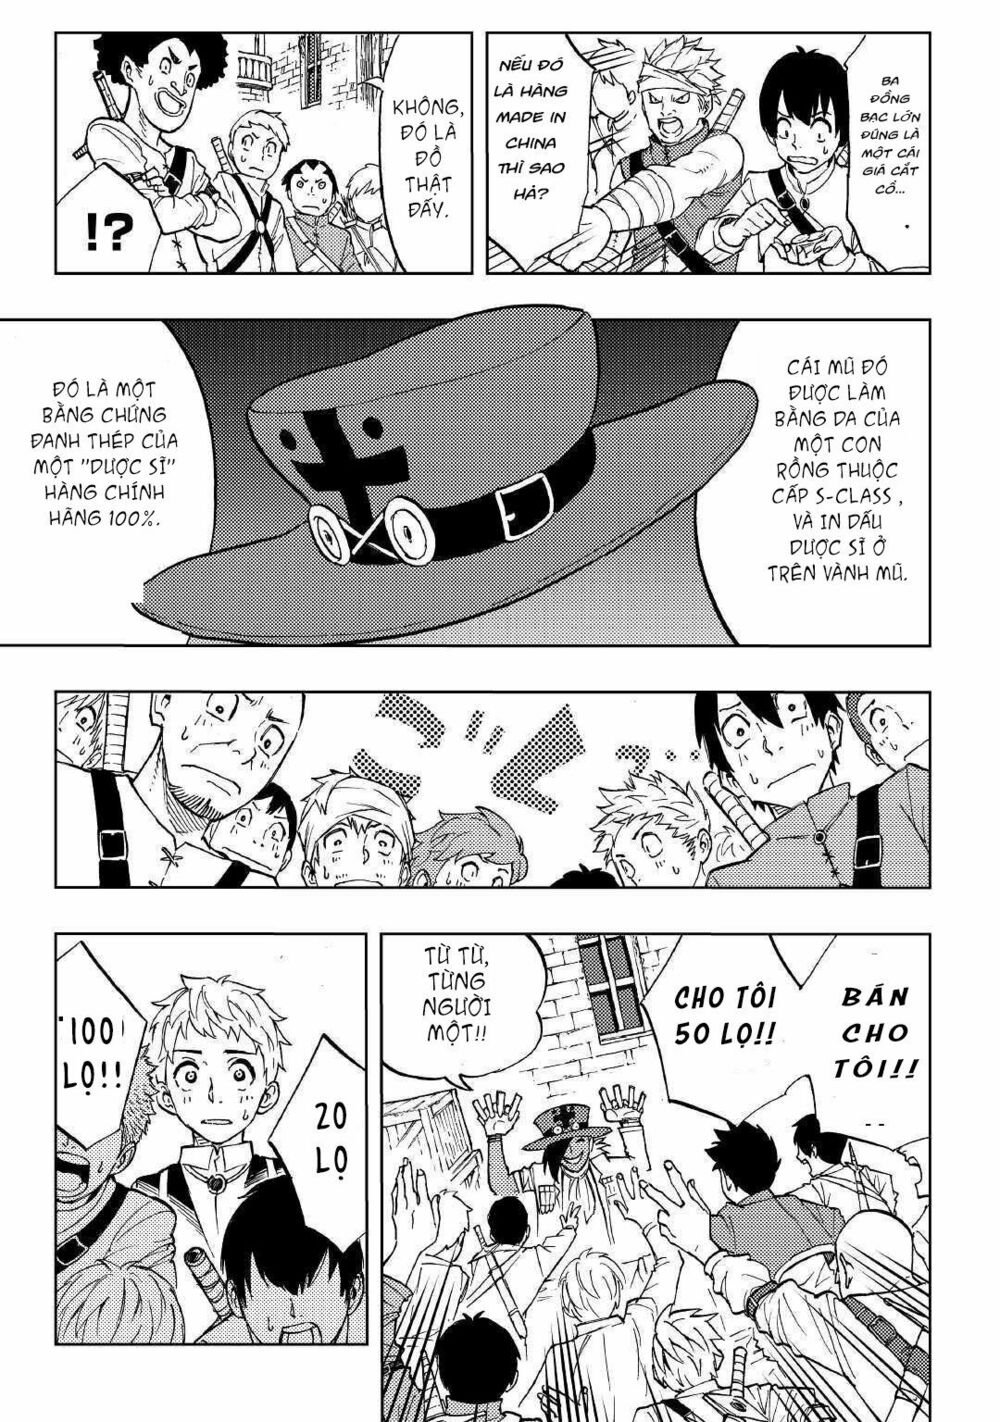 BA
ĐỒNG
BẠC LỚN
ĐÚNG LÀ
MỘT CÁI
GIÁ CẮT
CỔ...
NẾU ĐÓ
LÀ HÀNG
MADE IN
CHINA
THÌ SAO
HẢ?
KHÔNG,
ĐÓ LÀ
ĐỒ
THẬT
ĐẤY.
!?
CÁI MŨ ĐÓ
ĐƯỢC LÀM
BẰNG DA CỦA
MỘT CON
RỒNG THUỘC
CẤP S-CLASS ,
VÀ IN DẤU
DƯỢC SĨ Ở
TRÊN VÀNH MŨ.
ĐÓ LÀ MỘT
BẰNG CHỨNG
ĐANH THÉP CỦA
MỘT "DƯỢC SĨ"
HÀNG CHÍNH
HÃNG 100%.
ごく...
BÁN
CHO
TÔI!!
CHO TÔI
50 LỌ!!
TỪ TỪ,
TỪNG
NGƯỜI
MỘT!!
20
LỌ
100
LỌ!!